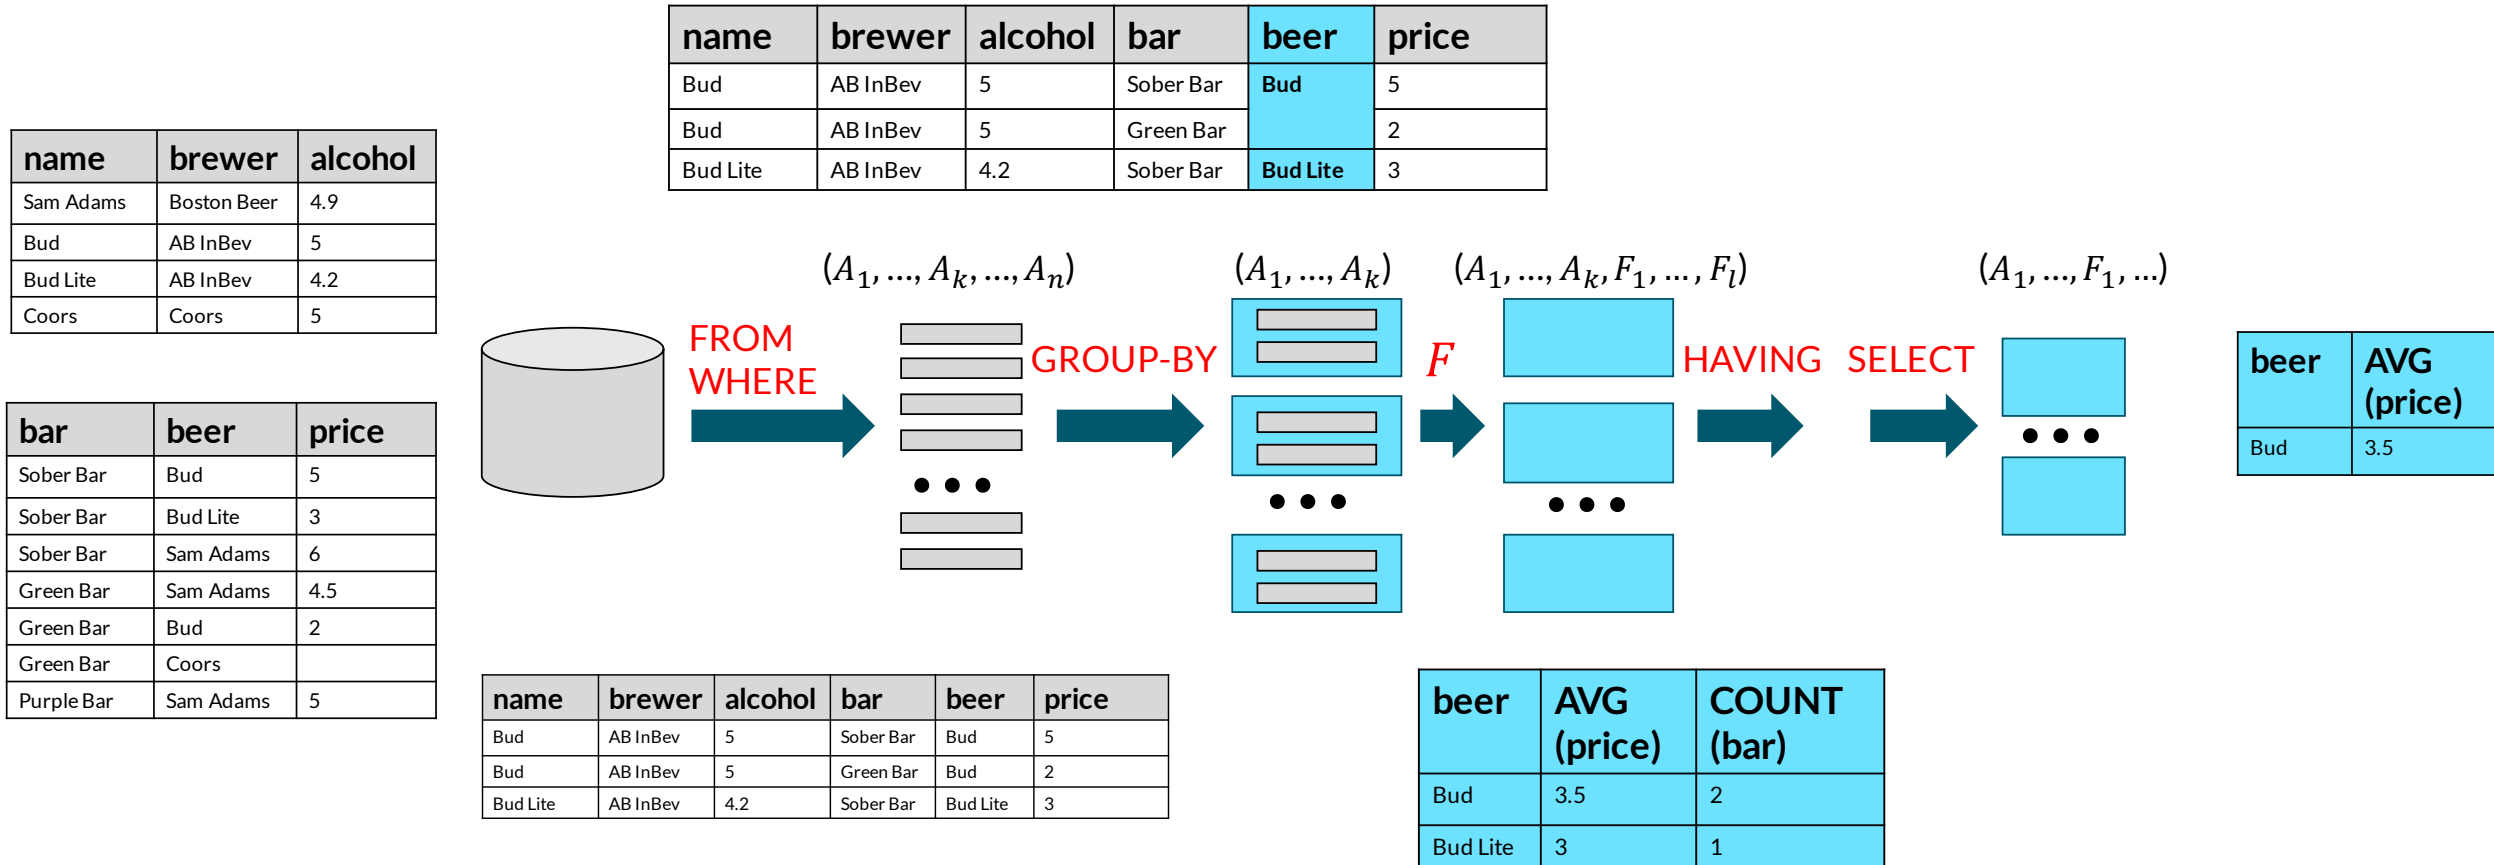 name brewer alcohol bar beer price
Bud AB InBev 5 Sober Bar Bud 5
Bud AB InBev 5 Green Bar 2
Bud Lite AB InBev 4.2 Sober Bar Bud Lite 3
name brewer alcohol
Sam Adams Boston Beer 4.9
Bud AB InBev 5
Bud Lite AB InBev 4.2
Coors Coors 5
bar beer price
Sober Bar Bud 5
Sober Bar Bud Lite 3
Sober Bar Sam Adams 6
Green Bar Sam Adams 4.5
Green Bar Bud 2
Green Bar Coors
Purple Bar Sam Adams 5
(A₁, …, Aₖ, …, Aₙ)
(A₁, …, Aₖ)
(A₁, …, Aₖ, F₁, … , Fₗ)
(A₁, …, F₁, …)
FROM
WHERE
GROUP-BY
F
HAVING
SELECT
• • •
• • •
• • •
• • •
beer AVG
(price)
Bud 3.5
name brewer alcohol bar beer price
Bud AB InBev 5 Sober Bar Bud 5
Bud AB InBev 5 Green Bar Bud 2
Bud Lite AB InBev 4.2 Sober Bar Bud Lite 3
beer AVG COUNT
(price) (bar)
Bud 3.5 2
Bud Lite 3 1